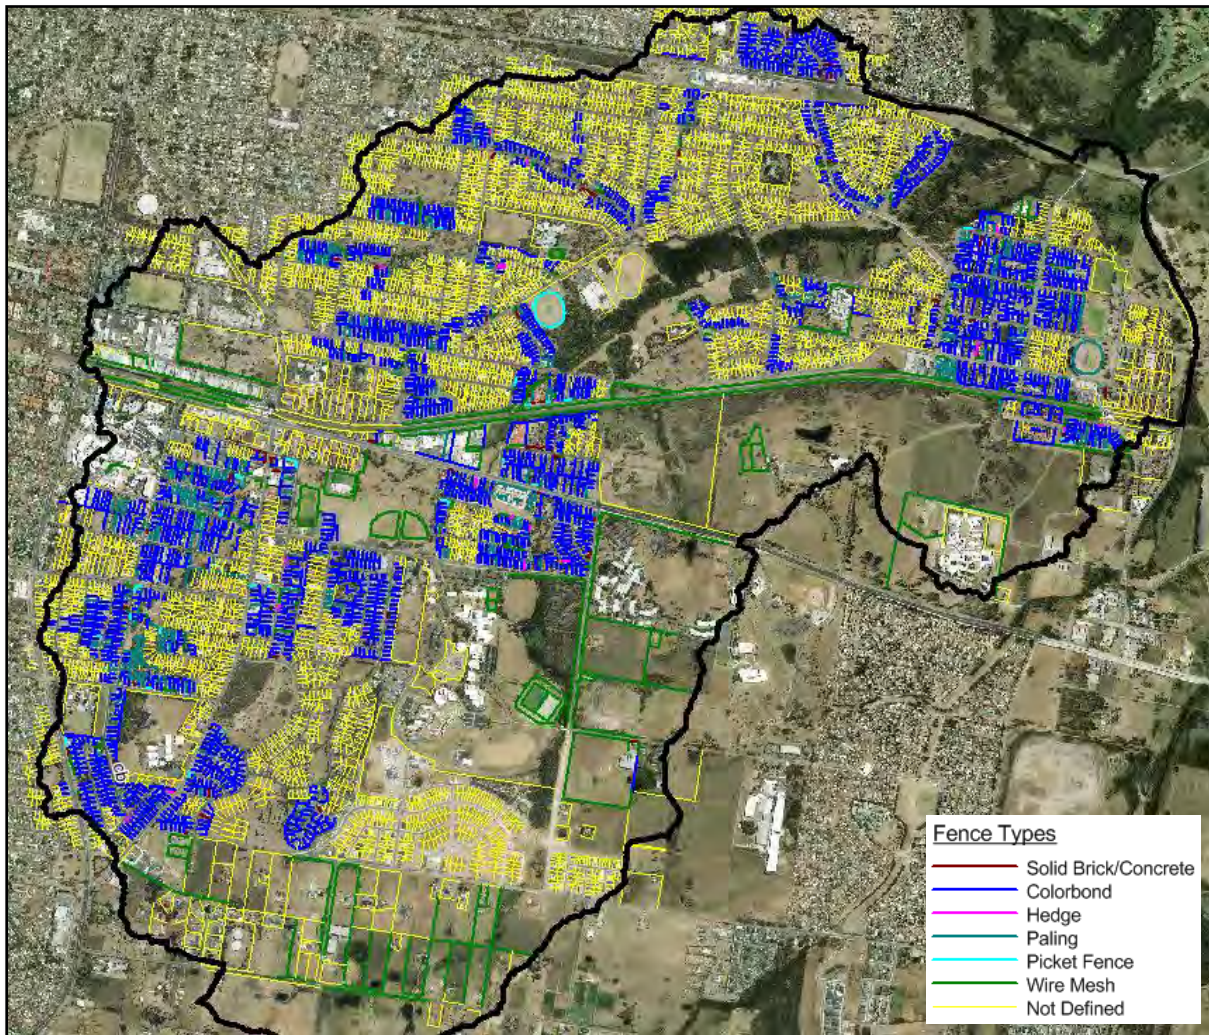 Fence Types
Solid Brick/Concrete
Colorbond
Hedge
Paling
Picket Fence
Wire Mesh
Not Defined